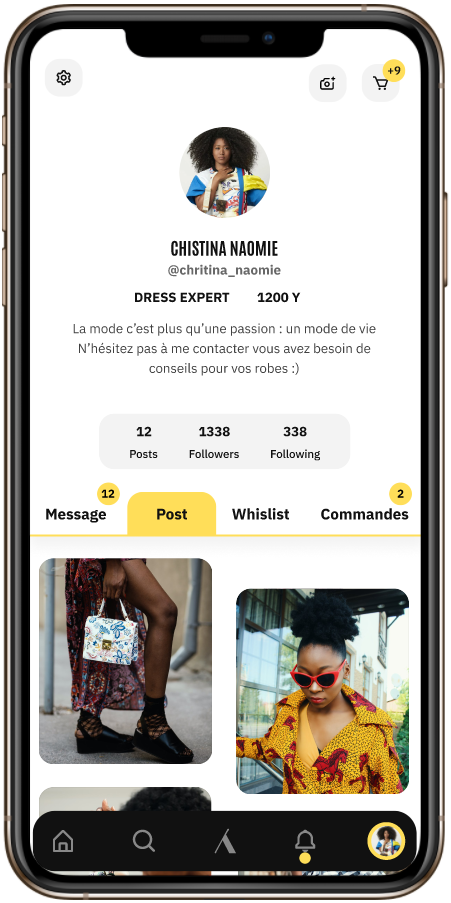 +9
CHISTINA NAOMIE
@chritina_naomie
DRESS EXPERT 1200 Y
La mode c'est plus qu'une passion : un mode de vie
N'hésitez pas à me contacter vous avez besoin de
conseils pour vos robes :)
12 1338 338
Posts Followers Following
12 2
Message Post Whislist Commandes